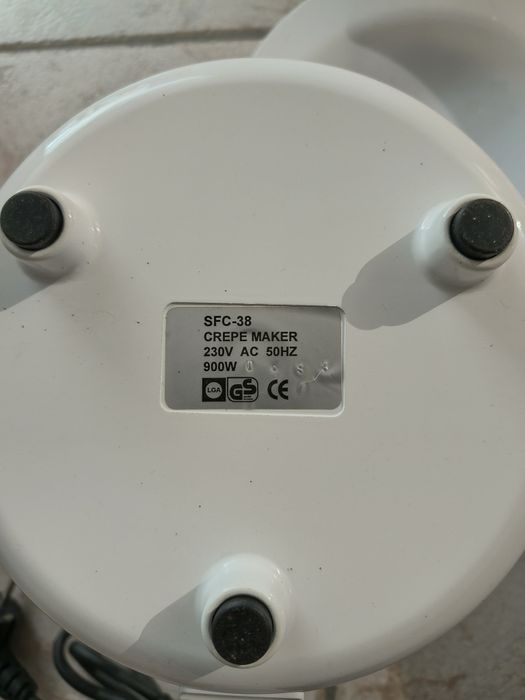 SFC-38
CREPE MAKER
230V AC 50HZ
900W
LGA GS CE